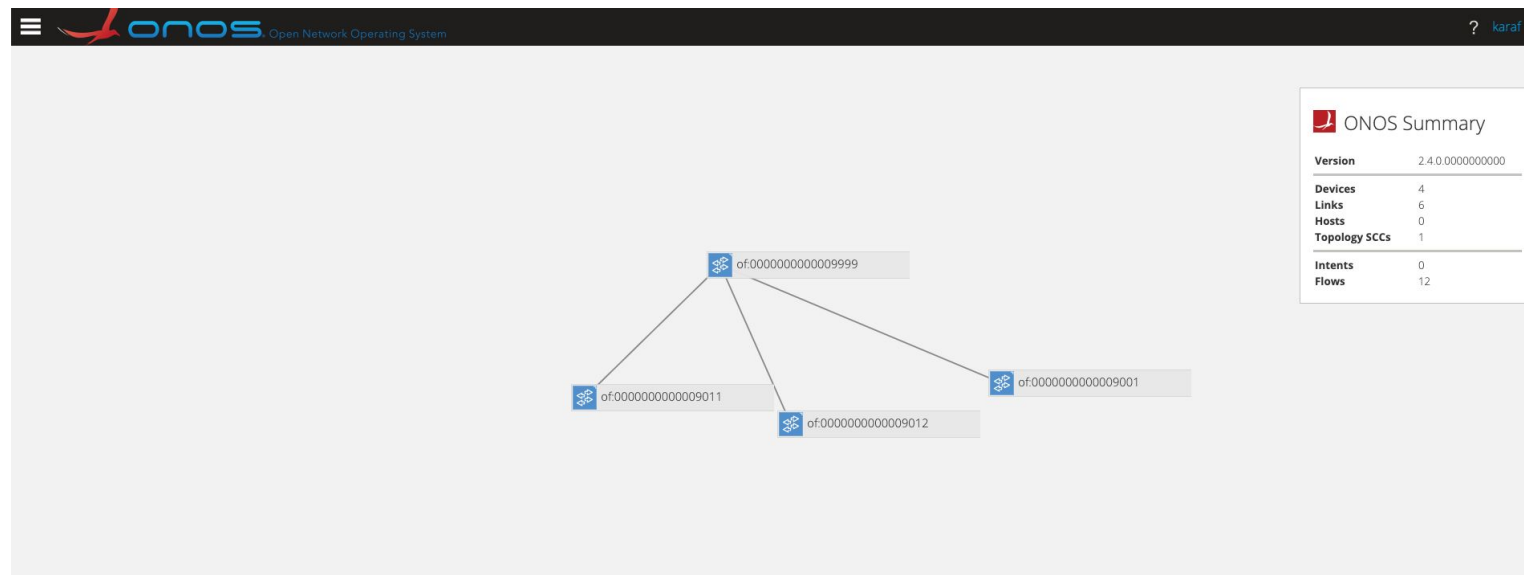 onos. Open Network Operating System
? karaf
ONOS Summary
Version 2.4.0.0000000000
Devices 4
Links 6
Hosts 0
Topology SCCs 1
Intents 0
Flows 12
of:0000000000009999
of:0000000000009001
of:0000000000009011
of:0000000000009012